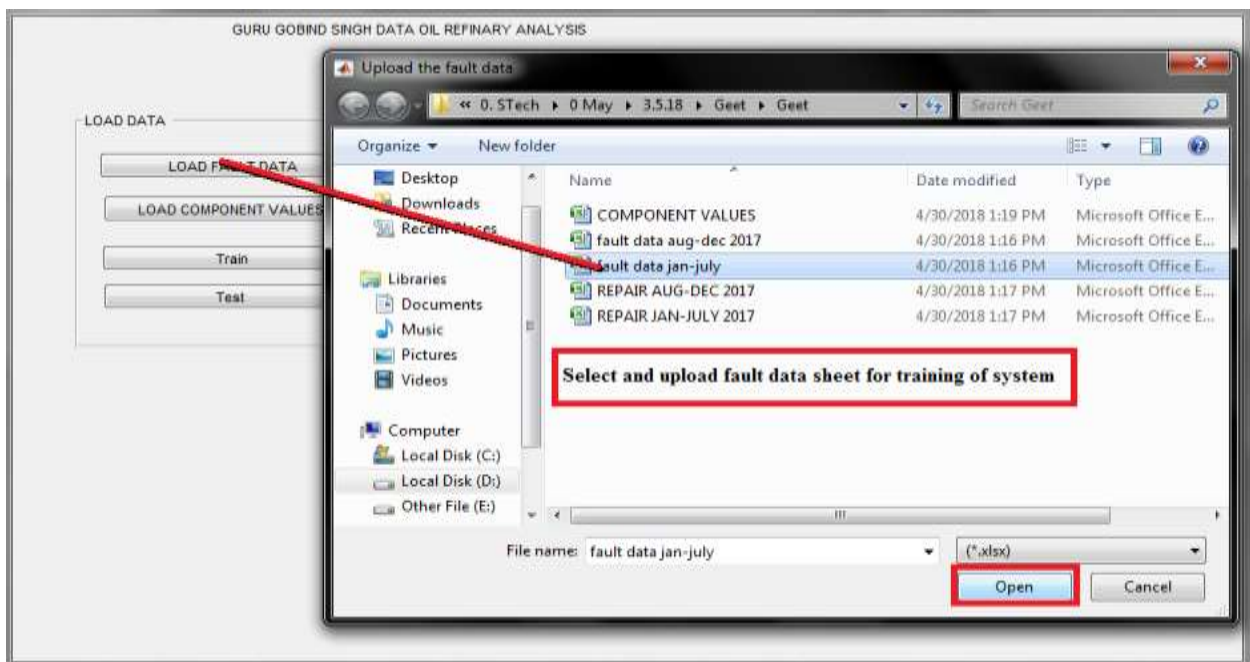 GURU GOBIND SINGH DATA OIL REFINARY ANALYSIS
LOAD DATA
LOAD FAULT DATA
LOAD COMPONENT VALUES
Train
Test
Upload the fault data
« 0. STech ▸ 0 May ▸ 3.5.18 ▸ Geet ▸ Geet
Search Geet
Organize New folder
Desktop
Downloads
Recent Places
Libraries
Documents
Music
Pictures
Videos
Computer
Local Disk (C:)
Local Disk (D:)
Other File (E:)
Name Date modified Type
COMPONENT VALUES 4/30/2018 1:19 PM Microsoft Office E...
fault data aug-dec 2017 4/30/2018 1:16 PM Microsoft Office E...
fault data jan-july 4/30/2018 1:16 PM Microsoft Office E...
REPAIR AUG-DEC 2017 4/30/2018 1:17 PM Microsoft Office E...
REPAIR JAN-JULY 2017 4/30/2018 1:17 PM Microsoft Office E...
Select and upload fault data sheet for training of system
File name: fault data jan-july (*.xlsx)
Open Cancel